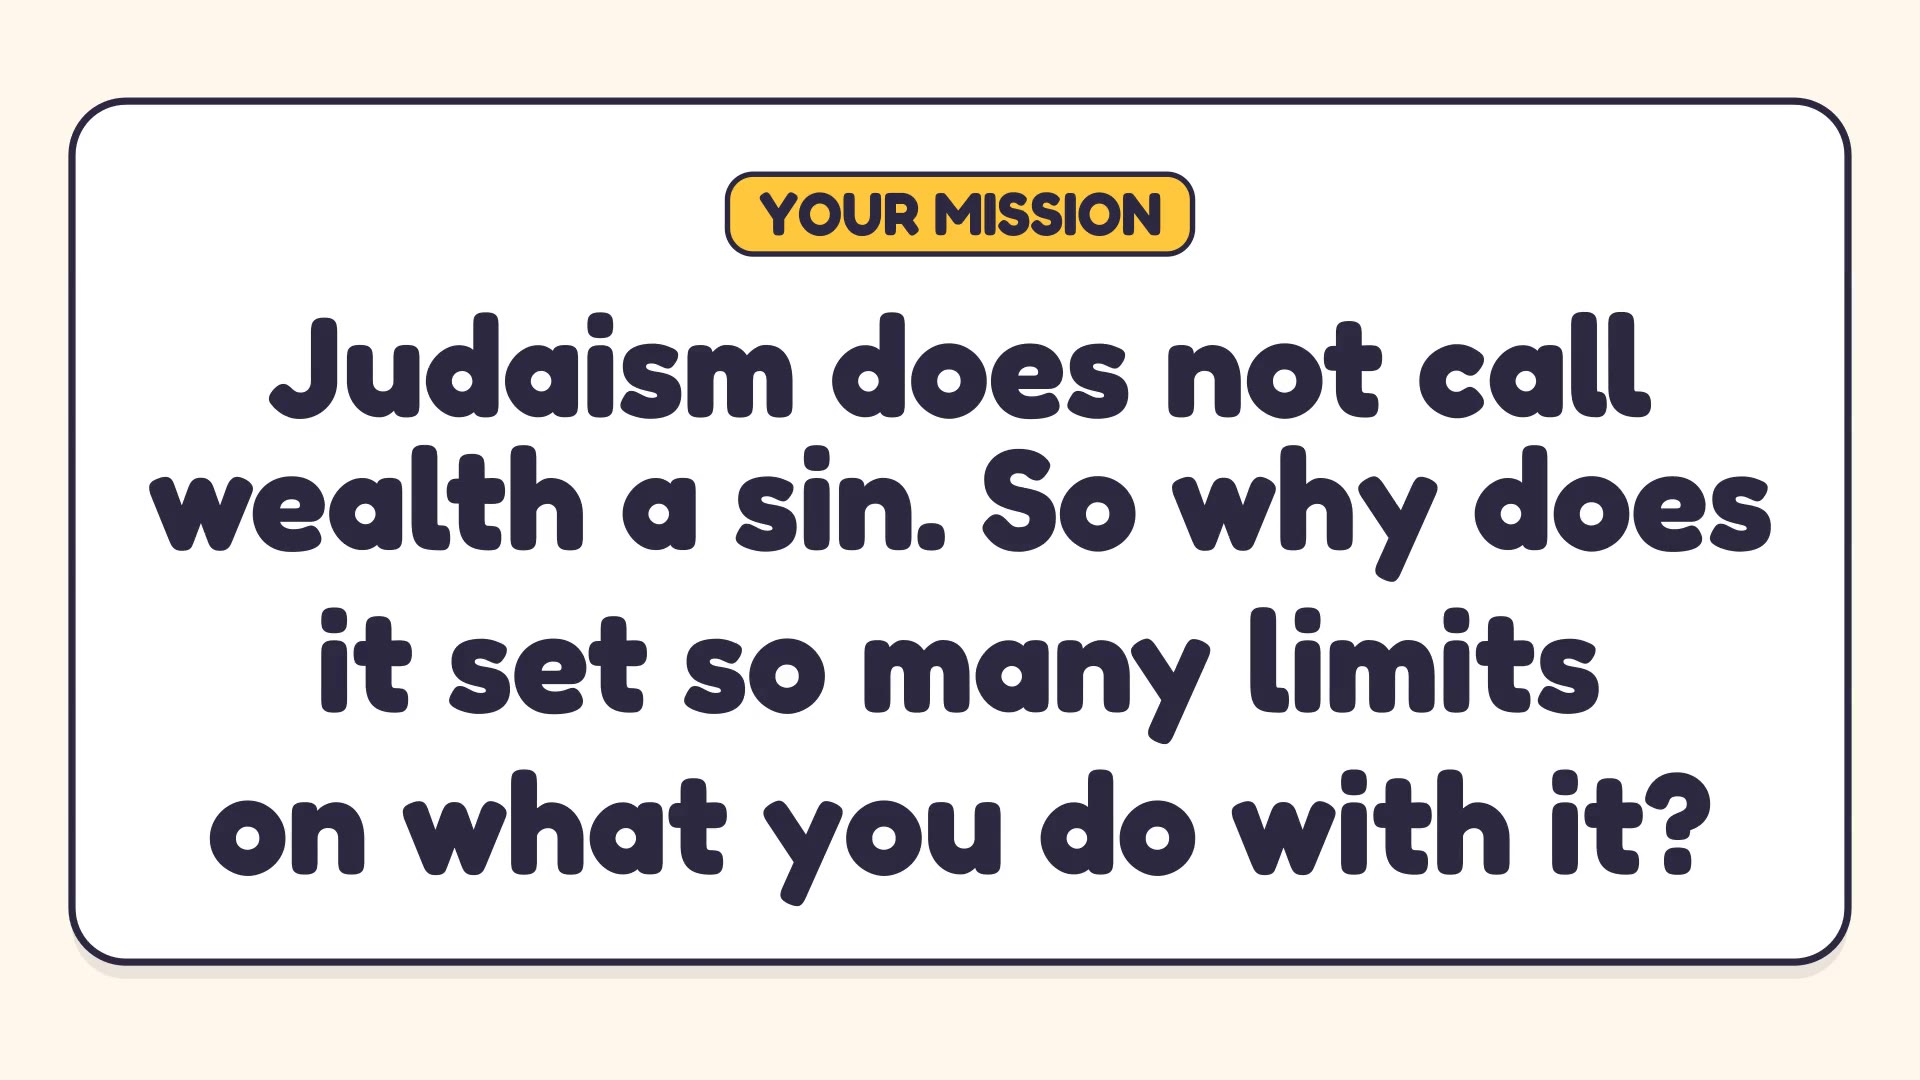 YOUR MISSION
Judaism does not call
wealth a sin. So why does
it set so many limits
on what you do with it?